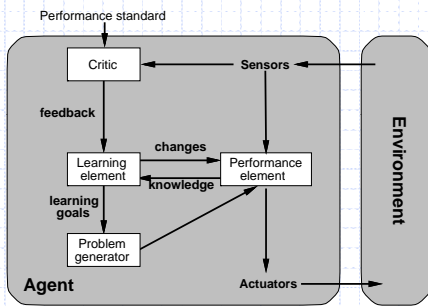 Performance standard
Critic
Sensors
feedback
changes
Learning
element
Performance
element
knowledge
learning
goals
Problem
generator
Agent
Actuators
Environment